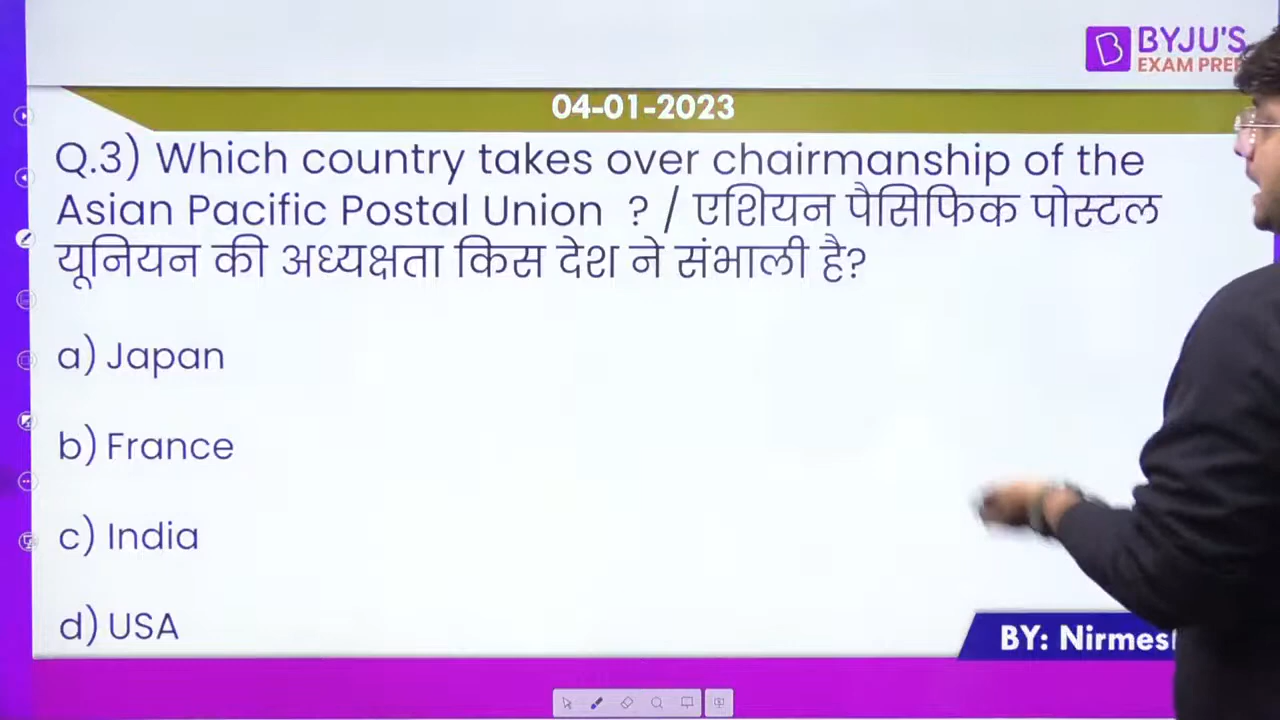 BYJU'S
EXAM PREP
04-01-2023
Q.3) Which country takes over chairmanship of the
Asian Pacific Postal Union ? / एशियन पैसिफिक पोस्टल
यूनियन की अध्यक्षता किस देश ने संभाली है?
a) Japan
b) France
c) India
d) USA
BY: